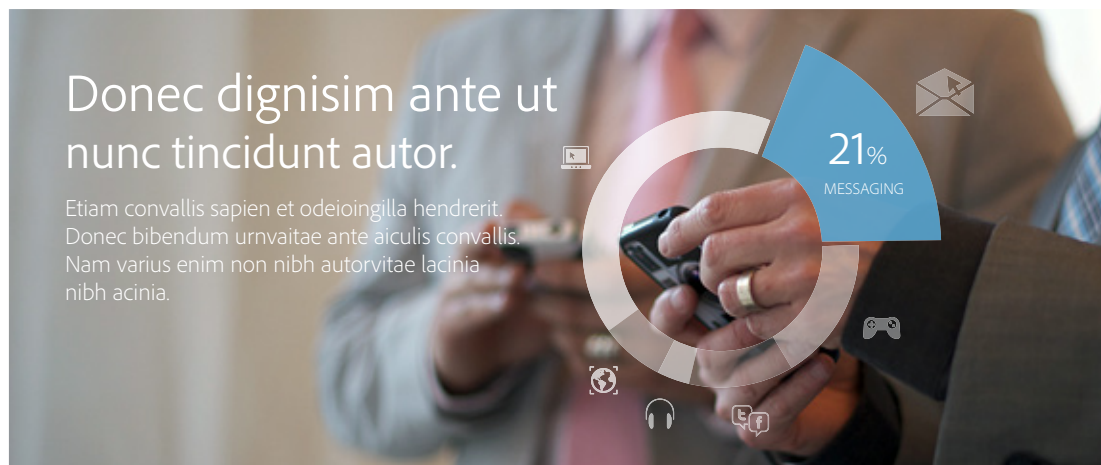 Donec dignisim ante ut
nunc tincidunt autor.
Etiam convallis sapien et odeioingilla hendrerit.
Donec bibendum urnvaitae ante aiculis convallis.
Nam varius enim non nibh autorvitae lacinia
nibh acinia.
21%
MESSAGING